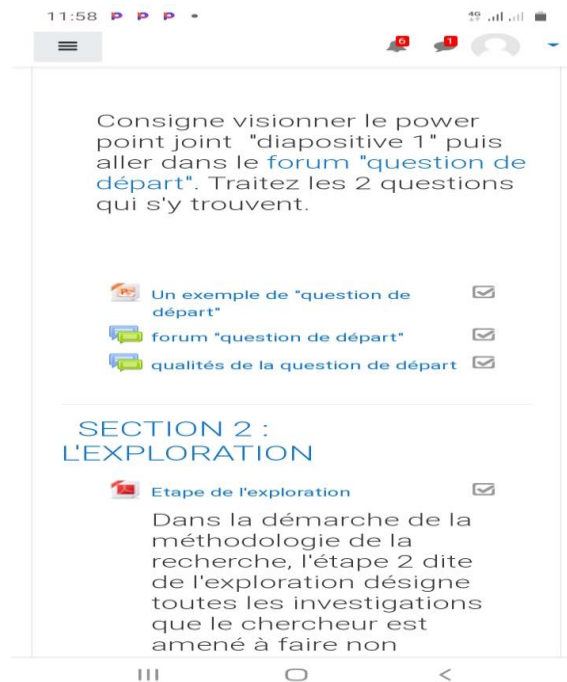 11:58 P P P •
4G
6
1
Consigne visionner le power
point joint "diapositive 1" puis
aller dans le forum "question de
départ". Traitez les 2 questions
qui s'y trouvent.
Un exemple de "question de
départ"
forum "question de départ"
qualités de la question de départ
SECTION 2 :
L'EXPLORATION
Etape de l'exploration
Dans la démarche de la
méthodologie de la
recherche, l'étape 2 dite
de l'exploration désigne
toutes les investigations
que le chercheur est
amené à faire non